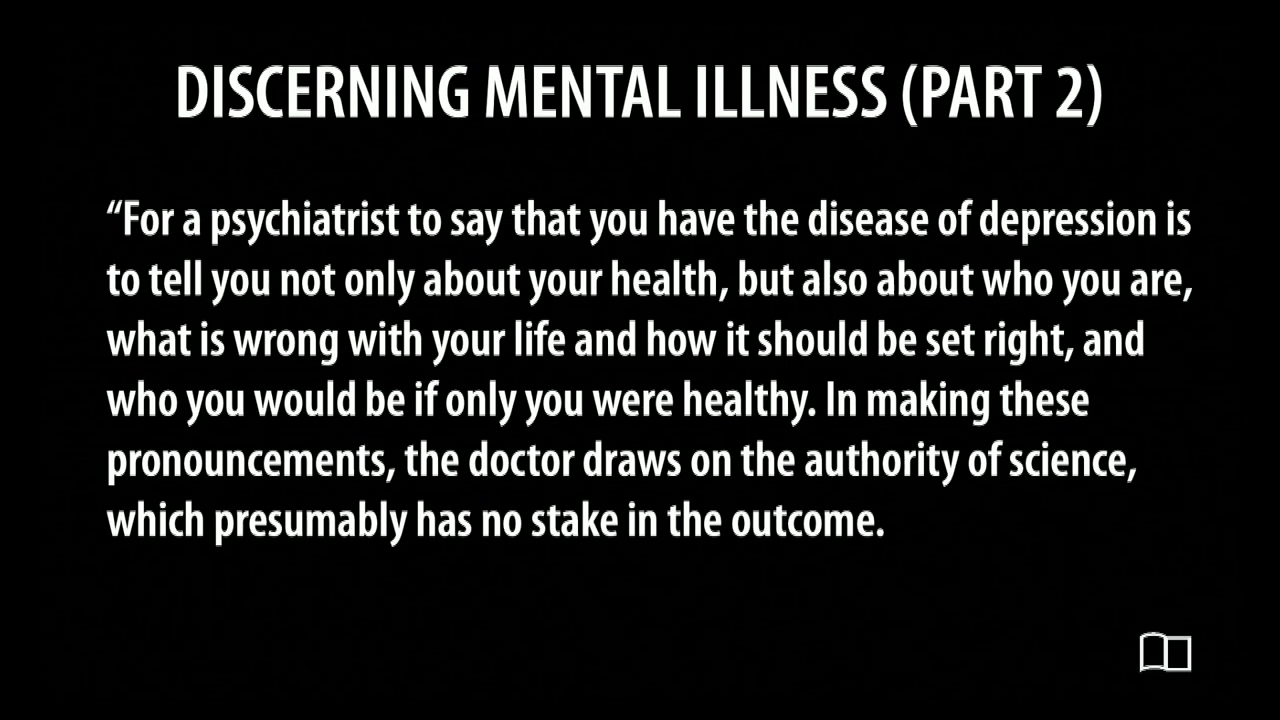 DISCERNING MENTAL ILLNESS (PART 2)
“For a psychiatrist to say that you have the disease of depression is
to tell you not only about your health, but also about who you are,
what is wrong with your life and how it should be set right, and
who you would be if only you were healthy. In making these
pronouncements, the doctor draws on the authority of science,
which presumably has no stake in the outcome.